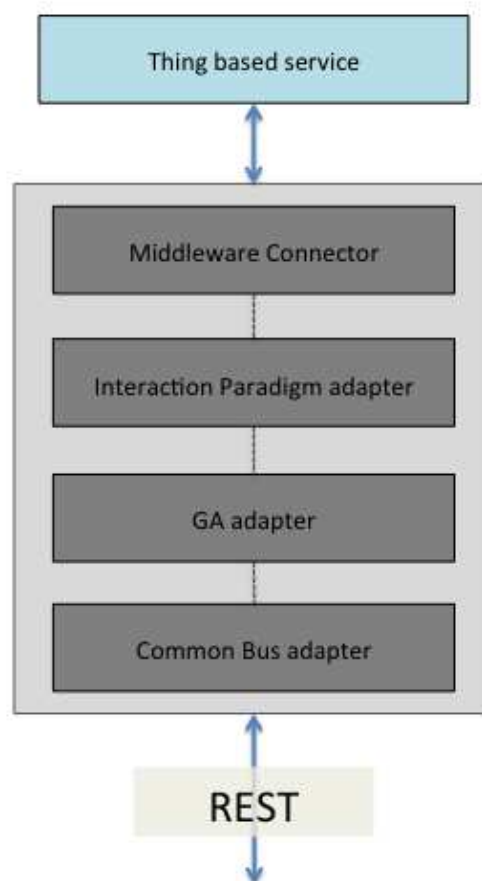 Thing based service
Middleware Connector
Interaction Paradigm adapter
GA adapter
Common Bus adapter
REST